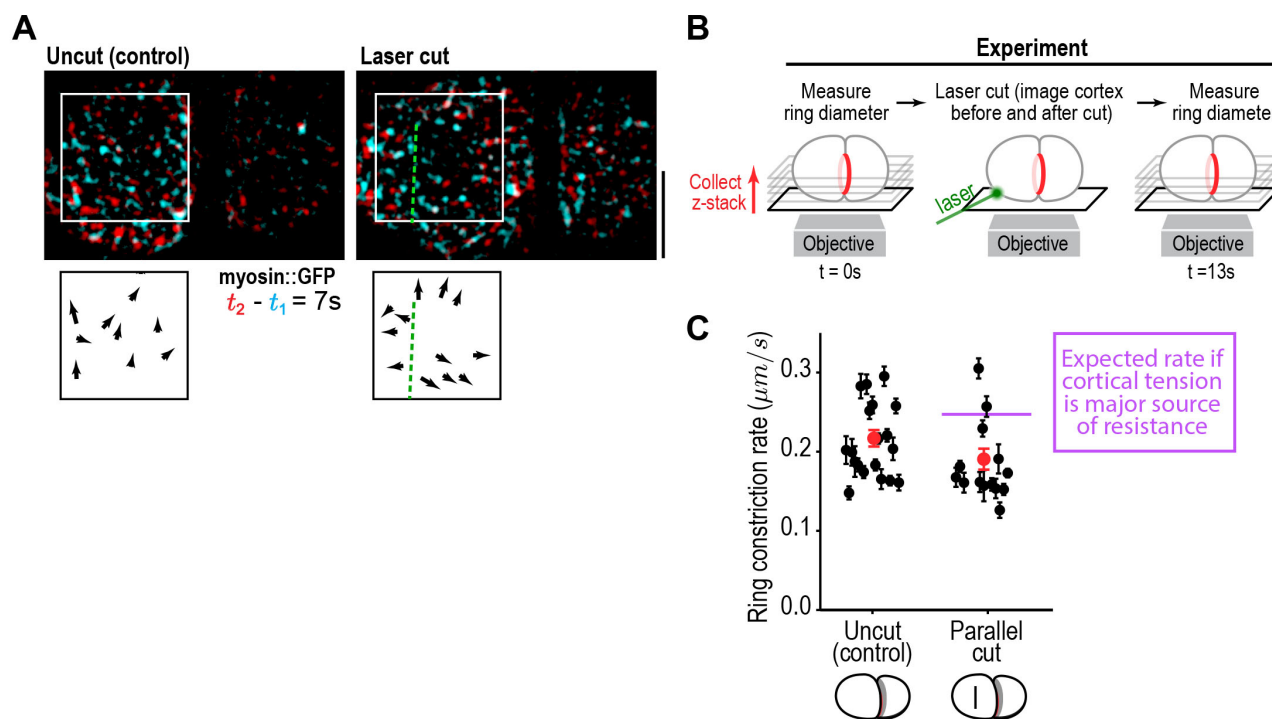 A
Uncut (control)
Laser cut
myosin::GFP
t2 - t1 = 7s
B
Experiment
Measure
ring diameter
Laser cut (image cortex
before and after cut)
Measure
ring diameter
Collect
z-stack
laser
Objective
Objective
Objective
t = 0s
t =13s
C
Ring constriction rate (μm/s)
0.3
0.2
0.1
0.0
Uncut
(control)
Parallel
cut
Expected rate if
cortical tension
is major source
of resistance